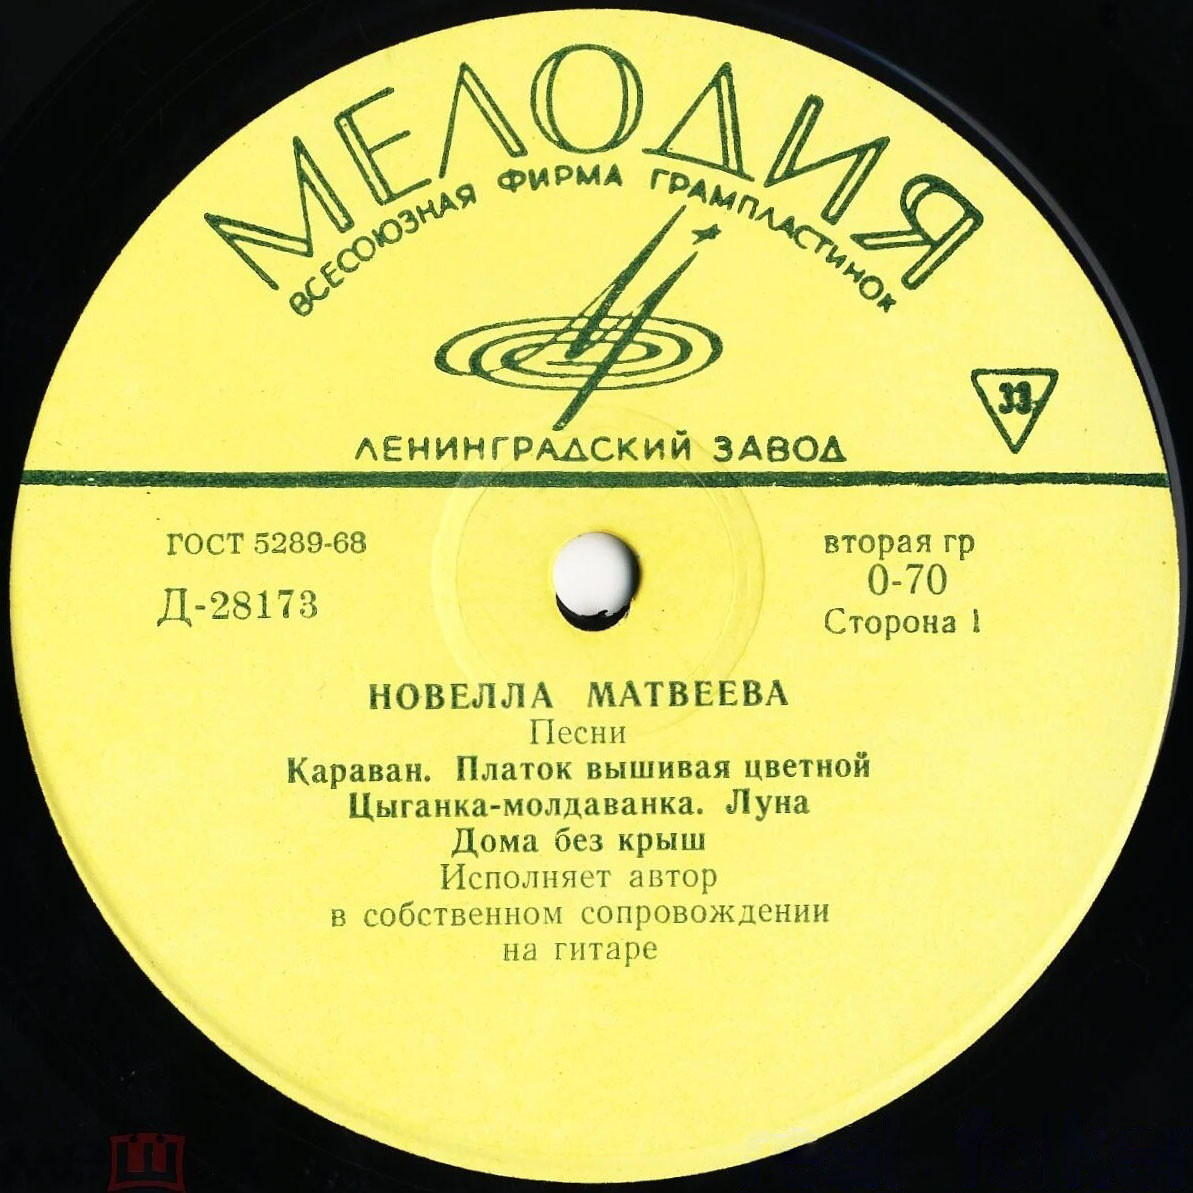 МЕЛОДИЯ
ВСЕСОЮЗНАЯ ФИРМА ГРАМПЛАСТИНОК
33
ЛЕНИНГРАДСКИЙ ЗАВОД
ГОСТ 5289-68
вторая гр
Д-28173
0-70
Сторона 1
НОВЕЛЛА МАТВЕЕВА
Песни
Караван. Платок вышивая цветной
Цыганка-молдаванка. Луна
Дома без крыш
Исполняет автор
в собственном сопровождении
на гитаре